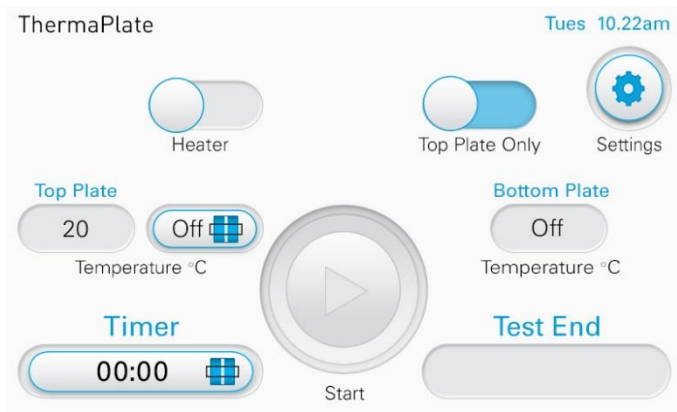 ThermaPlate
Tues 10.22am
Heater
Top Plate Only
Settings
Top Plate
Bottom Plate
20
Off
Off
Temperature °C
Temperature °C
Timer
Test End
00:00
Start